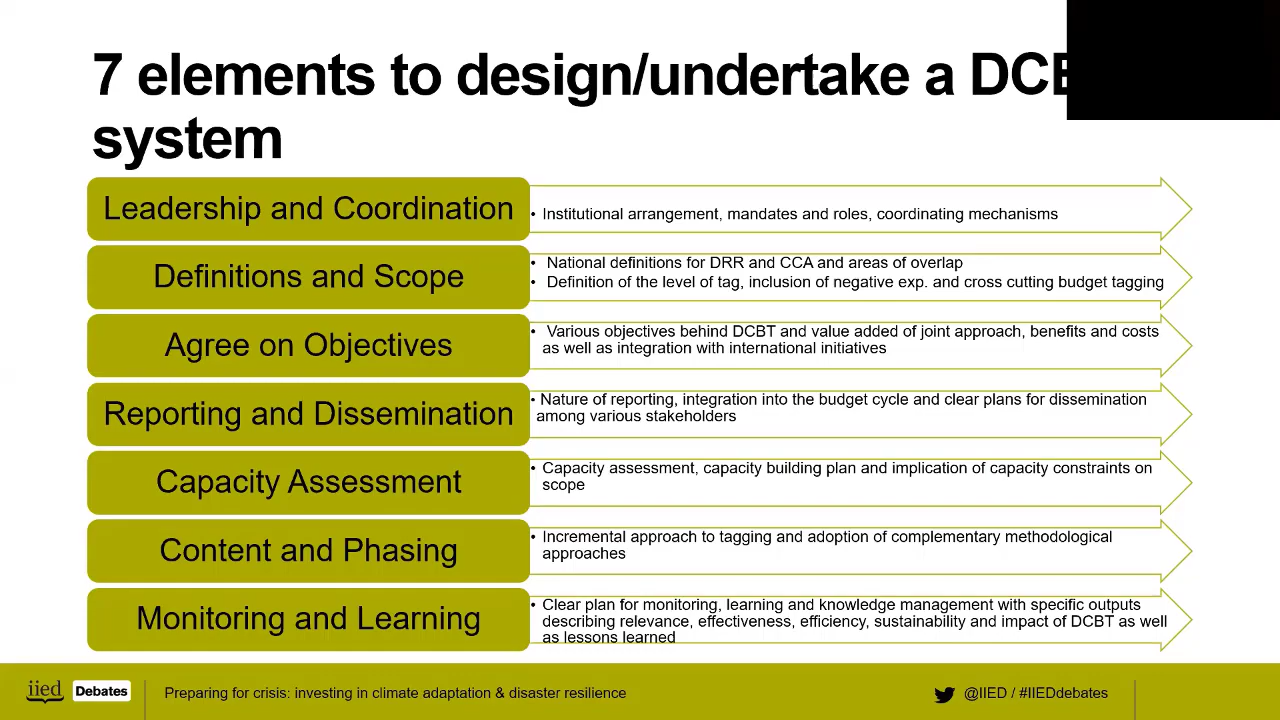 7 elements to design/undertake a
system
Leadership and Coordination
• Institutional arrangement, mandates and roles, coordinating mechanisms
Definitions and Scope
• National definitions for DRR and CCA and areas of overlap
• Definition of the level of tag, inclusion of negative exp. and cross cutting budget tagging
Agree on Objectives
• Various objectives behind DCBT and value added of joint approach, benefits and costs
as well as integration with international initiatives
Reporting and Dissemination
• Nature of reporting, integration into the budget cycle and clear plans for dissemination
among various stakeholders
Capacity Assessment
• Capacity assessment, capacity building plan and implication of capacity constraints on
scope
Content and Phasing
• Incremental approach to tagging and adoption of complementary methodological
approaches
Monitoring and Learning
• Clear plan for monitoring, learning and knowledge management with specific outputs
describing relevance, effectiveness, efficiency, sustainability and impact of DCBT as well
as lessons learned
iied Debates
Preparing for crisis: investing in climate adaptation & disaster resilience
@IIED / #IIEDdebates